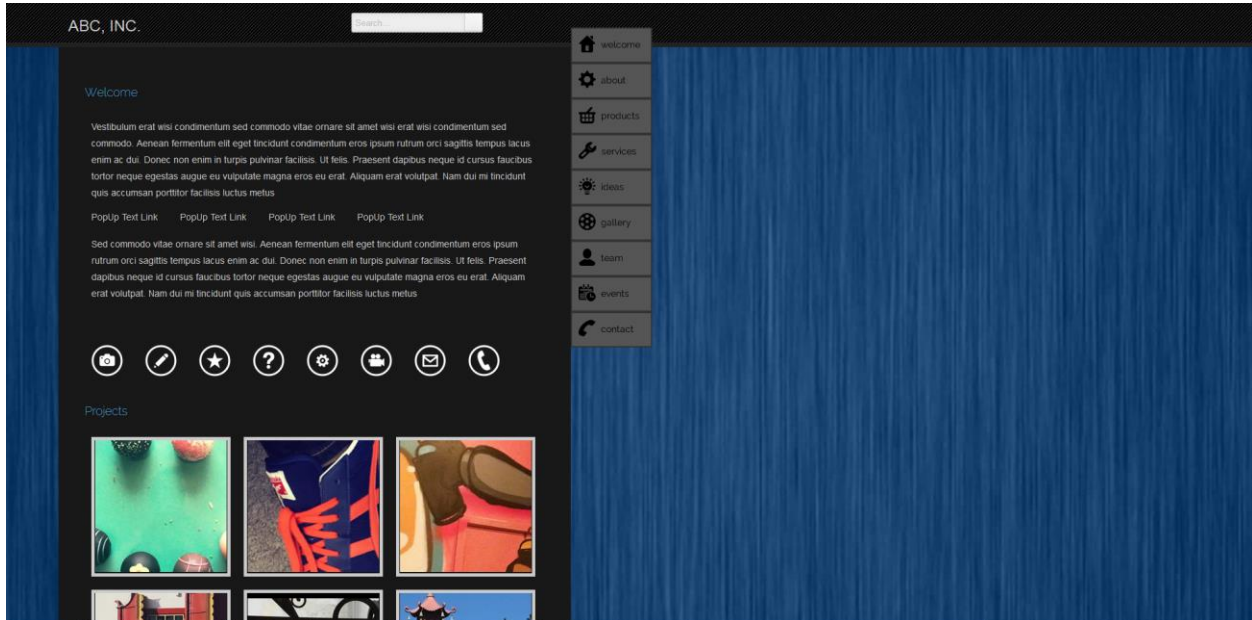 ABC, INC.
Search...
welcome
about
products
services
ideas
gallery
team
events
contact
Welcome
Vestibulum erat wisi condimentum sed commodo vitae ornare sit amet wisi erat wisi condimentum sed
commodo. Aenean fermentum elit eget tincidunt condimentum eros ipsum rutrum orci sagittis tempus lacus
enim ac dui. Donec non enim in turpis pulvinar facilisis. Ut felis. Praesent dapibus neque id cursus faucibus
tortor neque egestas augue eu vulputate magna eros eu erat. Aliquam erat volutpat. Nam dui mi tincidunt
quis accumsan porttitor facilisis luctus metus
PopUp Text Link PopUp Text Link PopUp Text Link PopUp Text Link
Sed commodo vitae ornare sit amet wisi. Aenean fermentum elit eget tincidunt condimentum eros ipsum
rutrum orci sagittis tempus lacus enim ac dui. Donec non enim in turpis pulvinar facilisis. Ut felis. Praesent
dapibus neque id cursus faucibus tortor neque egestas augue eu vulputate magna eros eu erat. Aliquam
erat volutpat. Nam dui mi tincidunt quis accumsan porttitor facilisis luctus metus
Projects